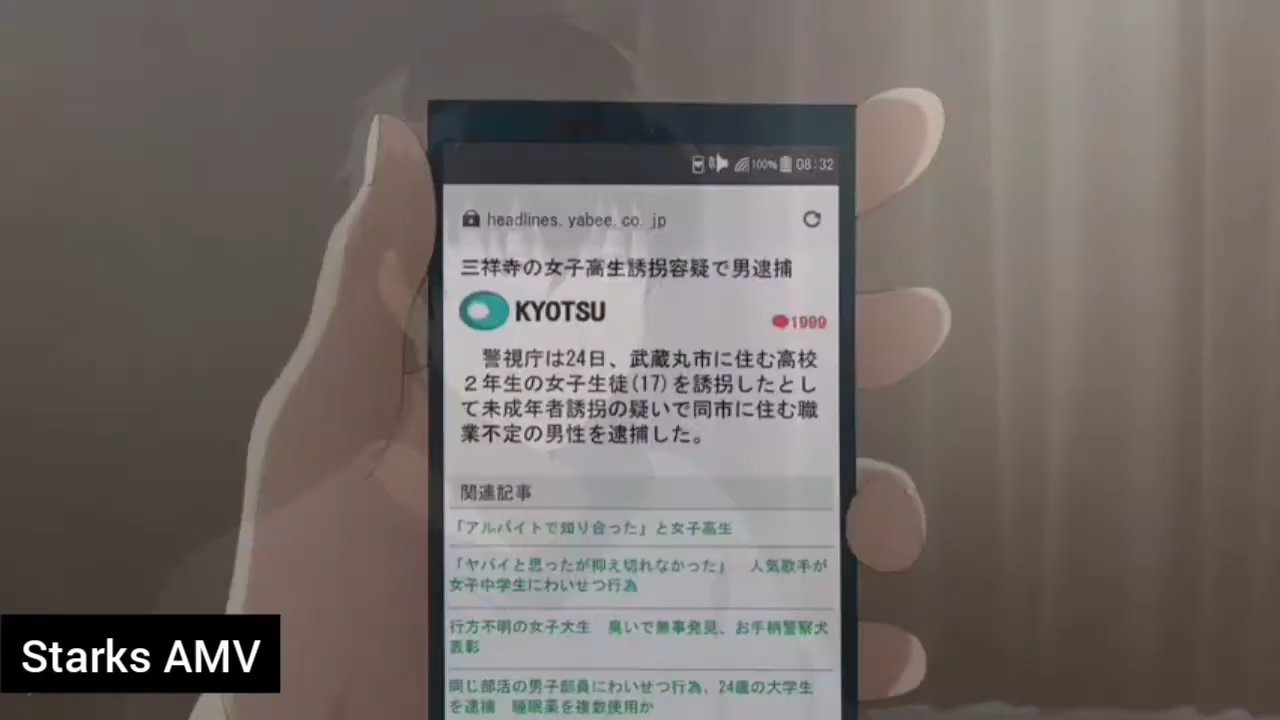 100% 08:32
headlines. yabee. co. jp
三祥寺の女子高生誘拐容疑で男逮捕
KYOTSU
1999
警視庁は24日、武蔵丸市に住む高校
２年生の女子生徒(17)を誘拐したとし
て未成年者誘拐の疑いで同市に住む職
業不定の男性を逮捕した。
関連記事
「アルバイトで知り合った」と女子高生
「ヤバイと思ったが抑え切れなかった」　人気歌手が
女子中学生にわいせつ行為
行方不明の女子大生　臭いで無事発見、お手柄警察犬
表彰
同じ部活の男子部員にわいせつ行為、24歳の大学生
を逮捕　睡眠薬を複数使用か
Starks AMV